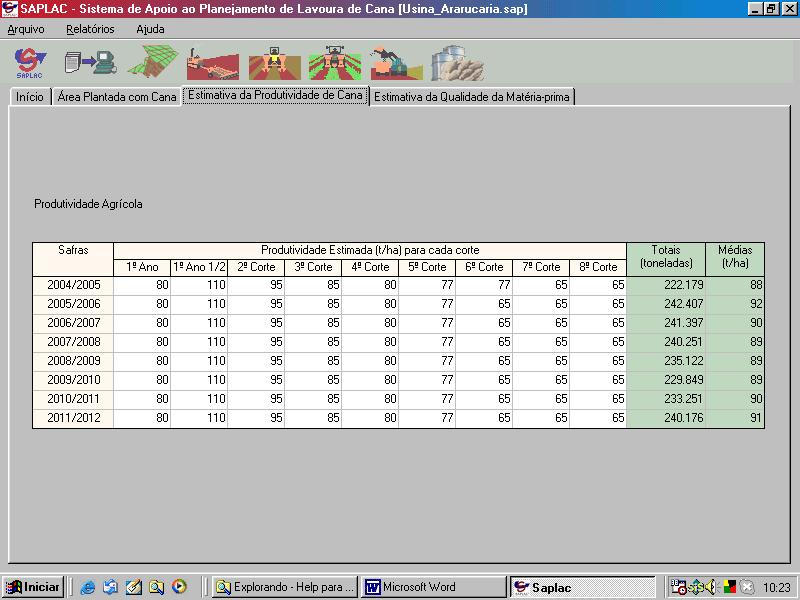 SAPLAC - Sistema de Apoio ao Planejamento de Lavoura de Cana [Usina_Ararucaria.sap]
Arquivo Relatórios Ajuda
SAPLAC
Início Área Plantada com Cana Estimativa da Produtividade de Cana Estimativa da Qualidade da Matéria-prima
Produtividade Agrícola
Safras Produtividade Estimada (t/ha) para cada corte Totais (toneladas) Médias (t/ha)
1º Ano 1º Ano 1/2 2º Corte 3º Corte 4º Corte 5º Corte 6º Corte 7º Corte 8º Corte
2004/2005 80 110 95 85 80 77 77 65 65 222.179 88
2005/2006 80 110 95 85 80 77 65 65 65 242.407 92
2006/2007 80 110 95 85 80 77 65 65 65 241.397 90
2007/2008 80 110 95 85 80 77 65 65 65 240.251 89
2008/2009 80 110 95 85 80 77 65 65 65 235.122 89
2009/2010 80 110 95 85 80 77 65 65 65 229.849 89
2010/2011 80 110 95 85 80 77 65 65 65 233.251 90
2011/2012 80 110 95 85 80 77 65 65 65 240.176 91
Iniciar Explorando - Help para ... Microsoft Word Saplac 10:23